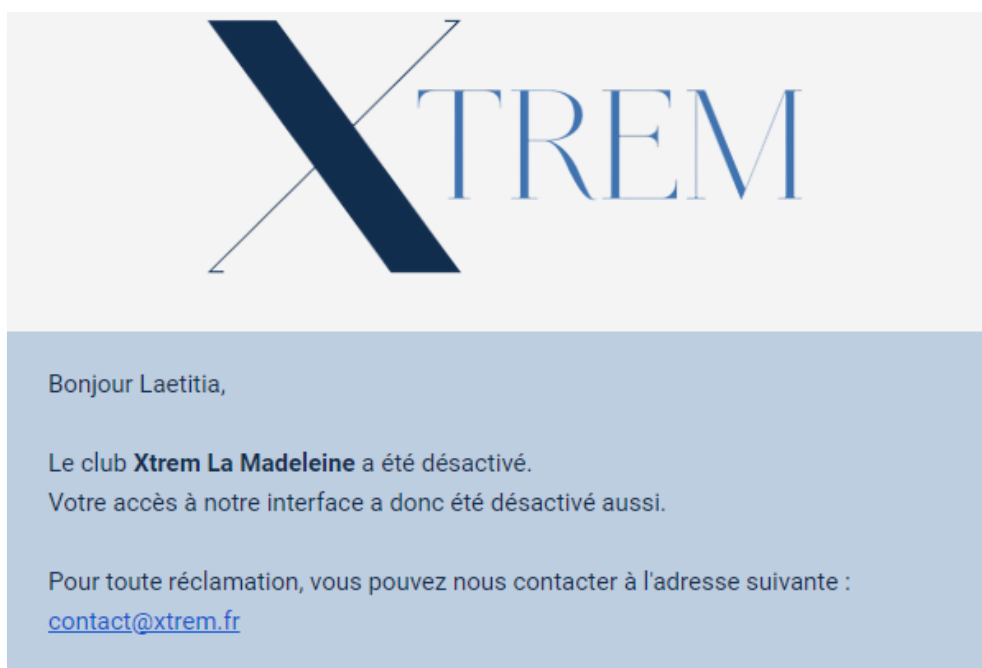 XTREM
Bonjour Laetitia,
Le club Xtrem La Madeleine a été désactivé.
Votre accès à notre interface a donc été désactivé aussi.
Pour toute réclamation, vous pouvez nous contacter à l'adresse suivante :
contact@xtrem.fr